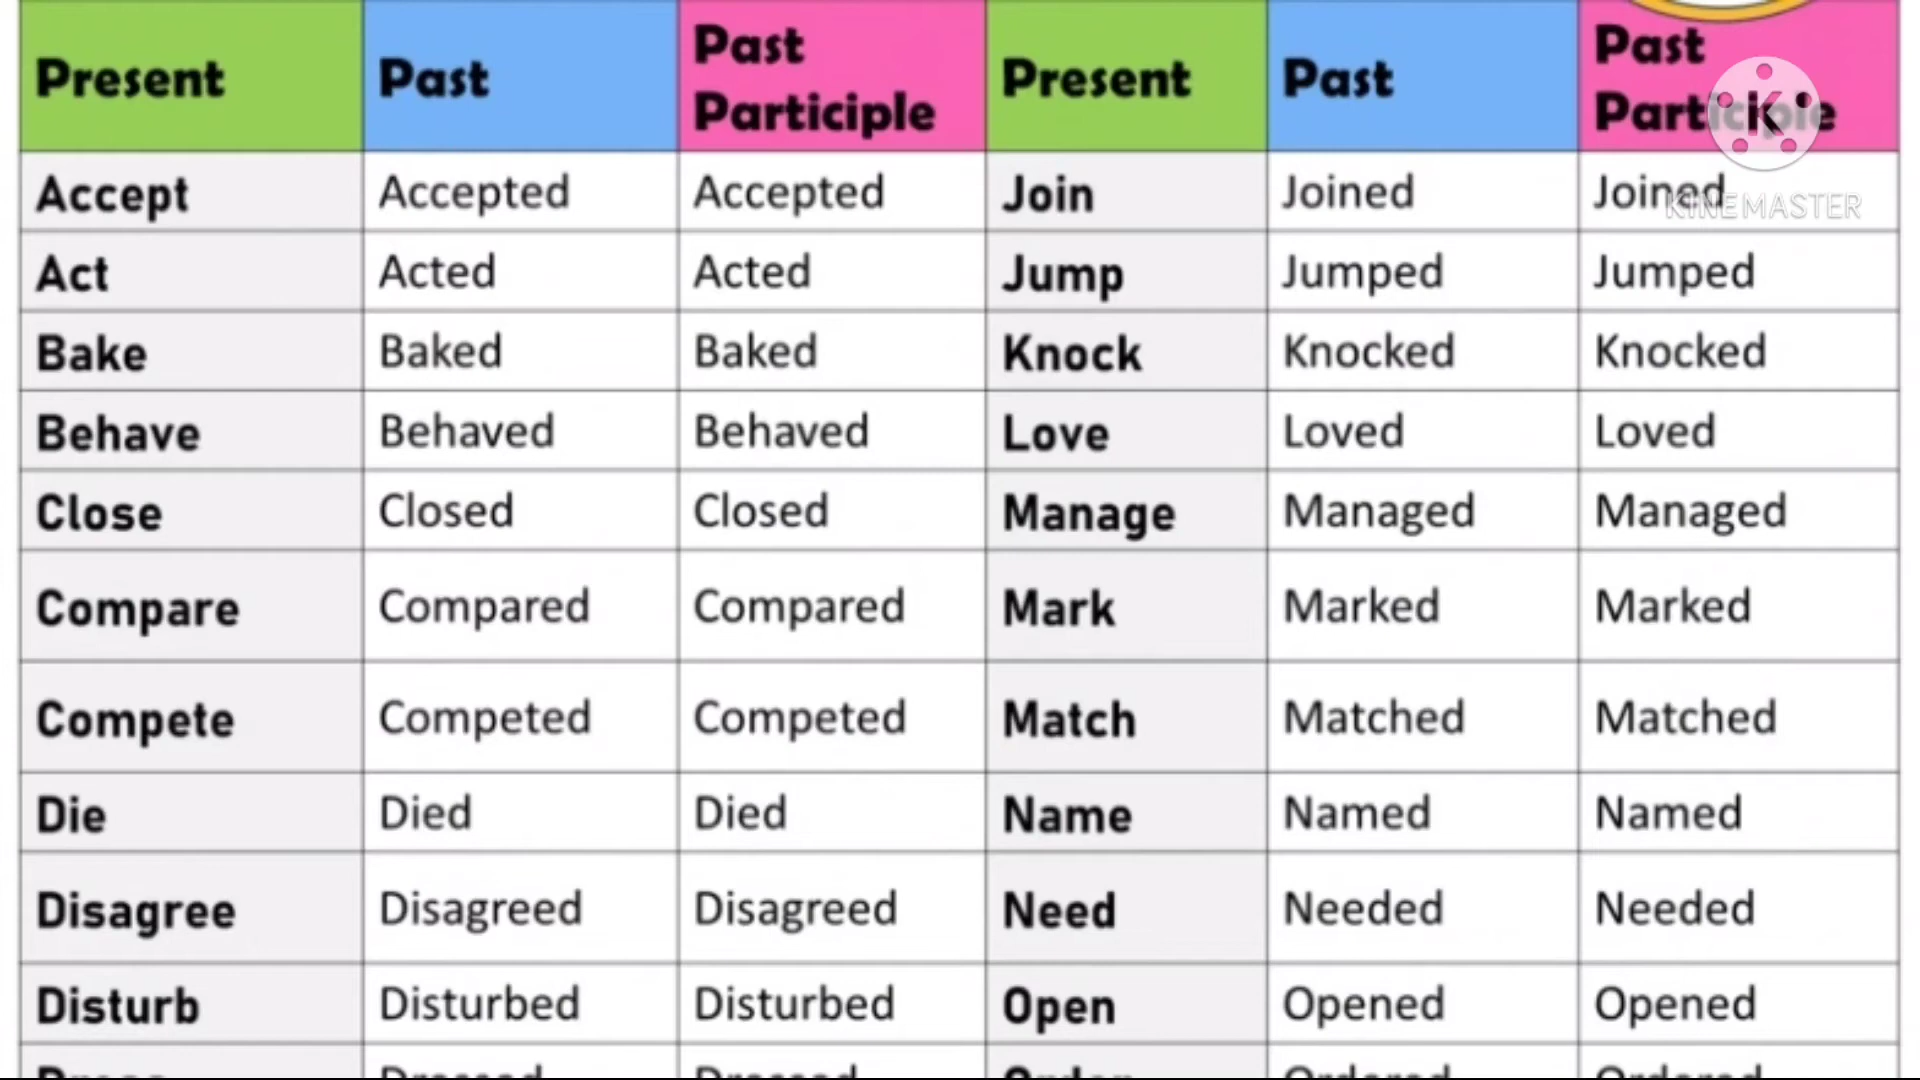 Present Past Past Participle Present Past Past Participle
Accept Accepted Accepted Join Joined Joined
KINEMASTER
Act Acted Acted Jump Jumped Jumped
Bake Baked Baked Knock Knocked Knocked
Behave Behaved Behaved Love Loved Loved
Close Closed Closed Manage Managed Managed
Compare Compared Compared Mark Marked Marked
Compete Competed Competed Match Matched Matched
Die Died Died Name Named Named
Disagree Disagreed Disagreed Need Needed Needed
Disturb Disturbed Disturbed Open Opened Opened